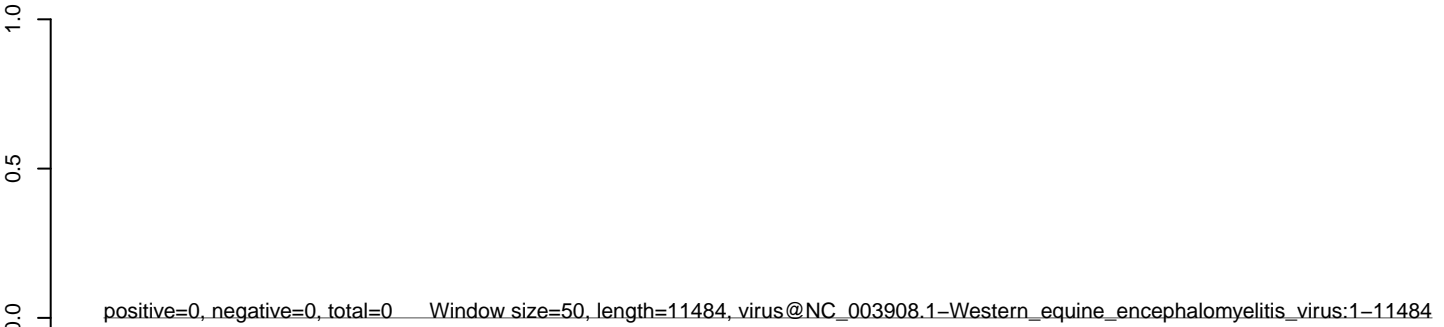 1.0
0.5
0.0
positive=0, negative=0, total=0 Window size=50, length=11484, virus@NC_003908.1−Western_equine_encephalomyelitis_virus:1−11484